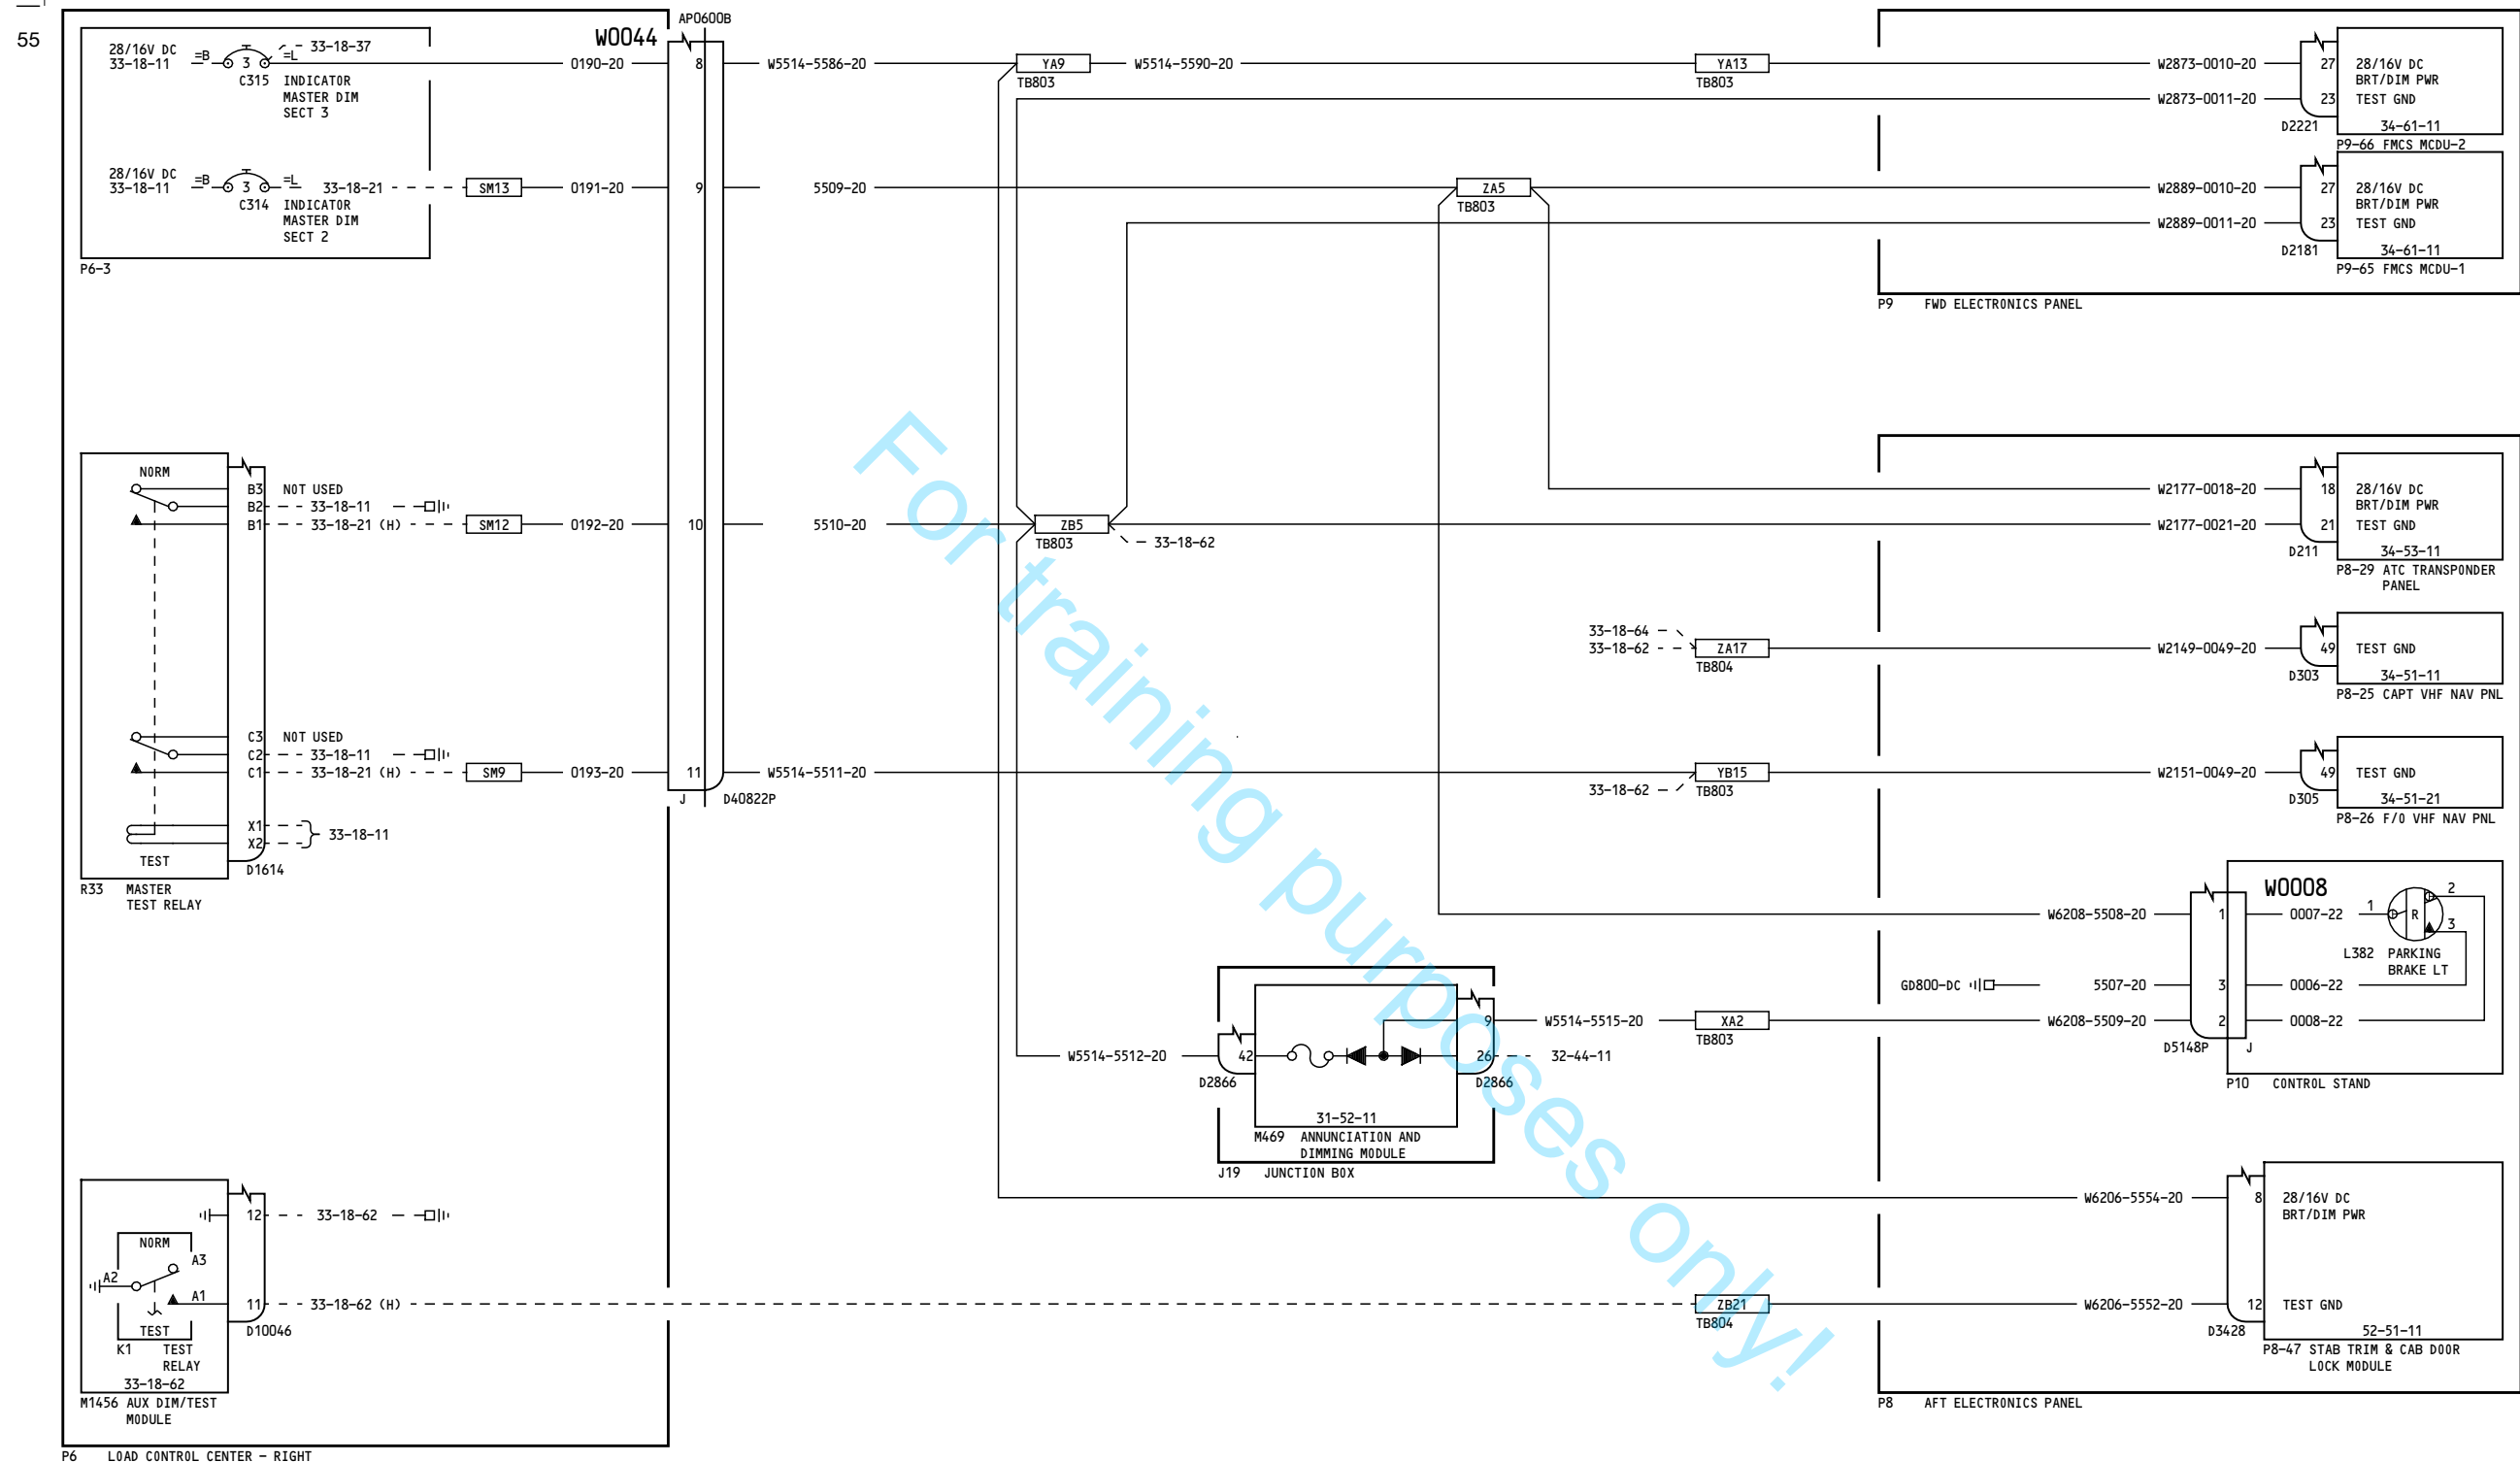 55
AP0600B
W0044
28/16V DC
33-18-11
=B
3
=L
33-18-37
C315 INDICATOR
MASTER DIM
SECT 3
0190-20
8
W5514-5586-20
YA9
TB803
W5514-5590-20
YA13
TB803
W2873-0010-20
27
28/16V DC
BRT/DIM PWR
W2873-0011-20
23
TEST GND
D2221
34-61-11
P9-66 FMCS MCDU-2
28/16V DC
33-18-11
=B
3
=L
33-18-21
C314 INDICATOR
MASTER DIM
SECT 2
SM13
0191-20
9
5509-20
ZA5
TB803
W2889-0010-20
27
28/16V DC
BRT/DIM PWR
W2889-0011-20
23
TEST GND
D2181
34-61-11
P9-65 FMCS MCDU-1
P6-3
P9 FWD ELECTRONICS PANEL
NORM
B3 NOT USED
B2 33-18-11
B1 33-18-21 (H)
SM12
0192-20
10
5510-20
ZB5
TB803
33-18-62
W2177-0018-20
18
28/16V DC
BRT/DIM PWR
W2177-0021-20
21
TEST GND
D211
34-53-11
P8-29 ATC TRANSPONDER
PANEL
33-18-64
33-18-62
ZA17
TB804
W2149-0049-20
49
TEST GND
D303
34-51-11
P8-25 CAPT VHF NAV PNL
C3 NOT USED
C2 33-18-11
C1 33-18-21 (H)
SM9
0193-20
11
J
D40822P
W5514-5511-20
33-18-62
YB15
TB803
W2151-0049-20
49
TEST GND
D305
34-51-21
P8-26 F/O VHF NAV PNL
X1
X2
33-18-11
TEST
D1614
R33 MASTER
TEST RELAY
W0008
W6208-5508-20
1
0007-22
1
R
2
3
L382 PARKING
BRAKE LT
GD800-DC
5507-20
3
0006-22
W6208-5509-20
2
0008-22
D5148P
J
P10 CONTROL STAND
W5514-5512-20
42
D2866
9
W5514-5515-20
XA2
TB803
26
32-44-11
D2866
31-52-11
M469 ANNUNCIATION AND
DIMMING MODULE
J19 JUNCTION BOX
12
33-18-62
NORM
A3
A2
A1
11
33-18-62 (H)
TEST
D10046
K1 TEST
RELAY
33-18-62
M1456 AUX DIM/TEST
MODULE
ZB21
TB804
W6206-5554-20
8
28/16V DC
BRT/DIM PWR
W6206-5552-20
12
TEST GND
D3428
52-51-11
P8-47 STAB TRIM & CAB DOOR
LOCK MODULE
P8 AFT ELECTRONICS PANEL
P6 LOAD CONTROL CENTER - RIGHT
For training purposes only!